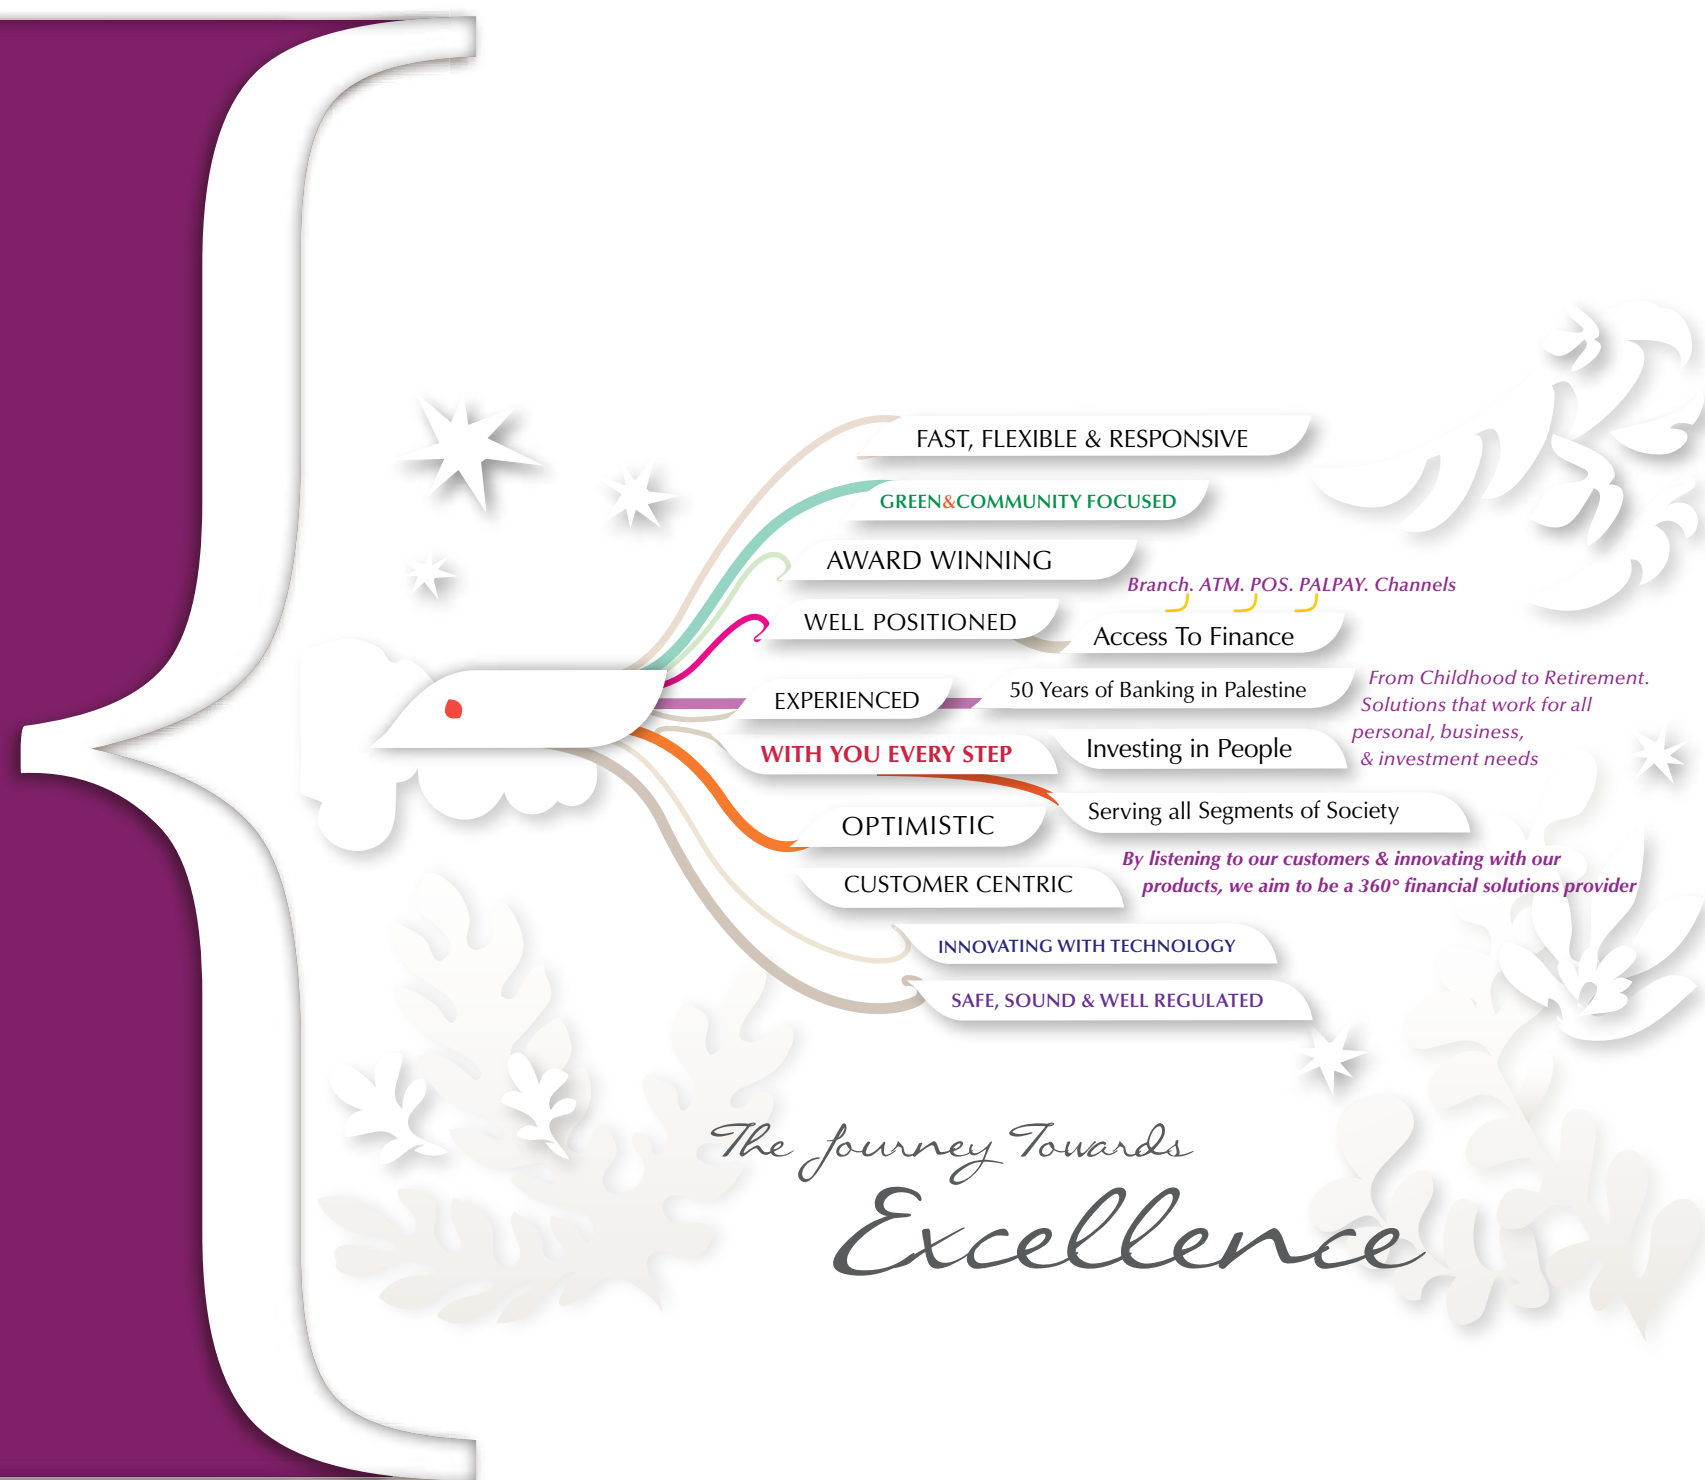 FAST, FLEXIBLE & RESPONSIVE
GREEN&COMMUNITY FOCUSED
AWARD WINNING
Branch. ATM. POS. PALPAY. Channels
WELL POSITIONED
Access To Finance
EXPERIENCED
50 Years of Banking in Palestine
From Childhood to Retirement.
Solutions that work for all
personal, business,
& investment needs
WITH YOU EVERY STEP
Investing in People
Serving all Segments of Society
OPTIMISTIC
By listening to our customers & innovating with our
products, we aim to be a 360° financial solutions provider
CUSTOMER CENTRIC
INNOVATING WITH TECHNOLOGY
SAFE, SOUND & WELL REGULATED
The Journey Towards
Excellence